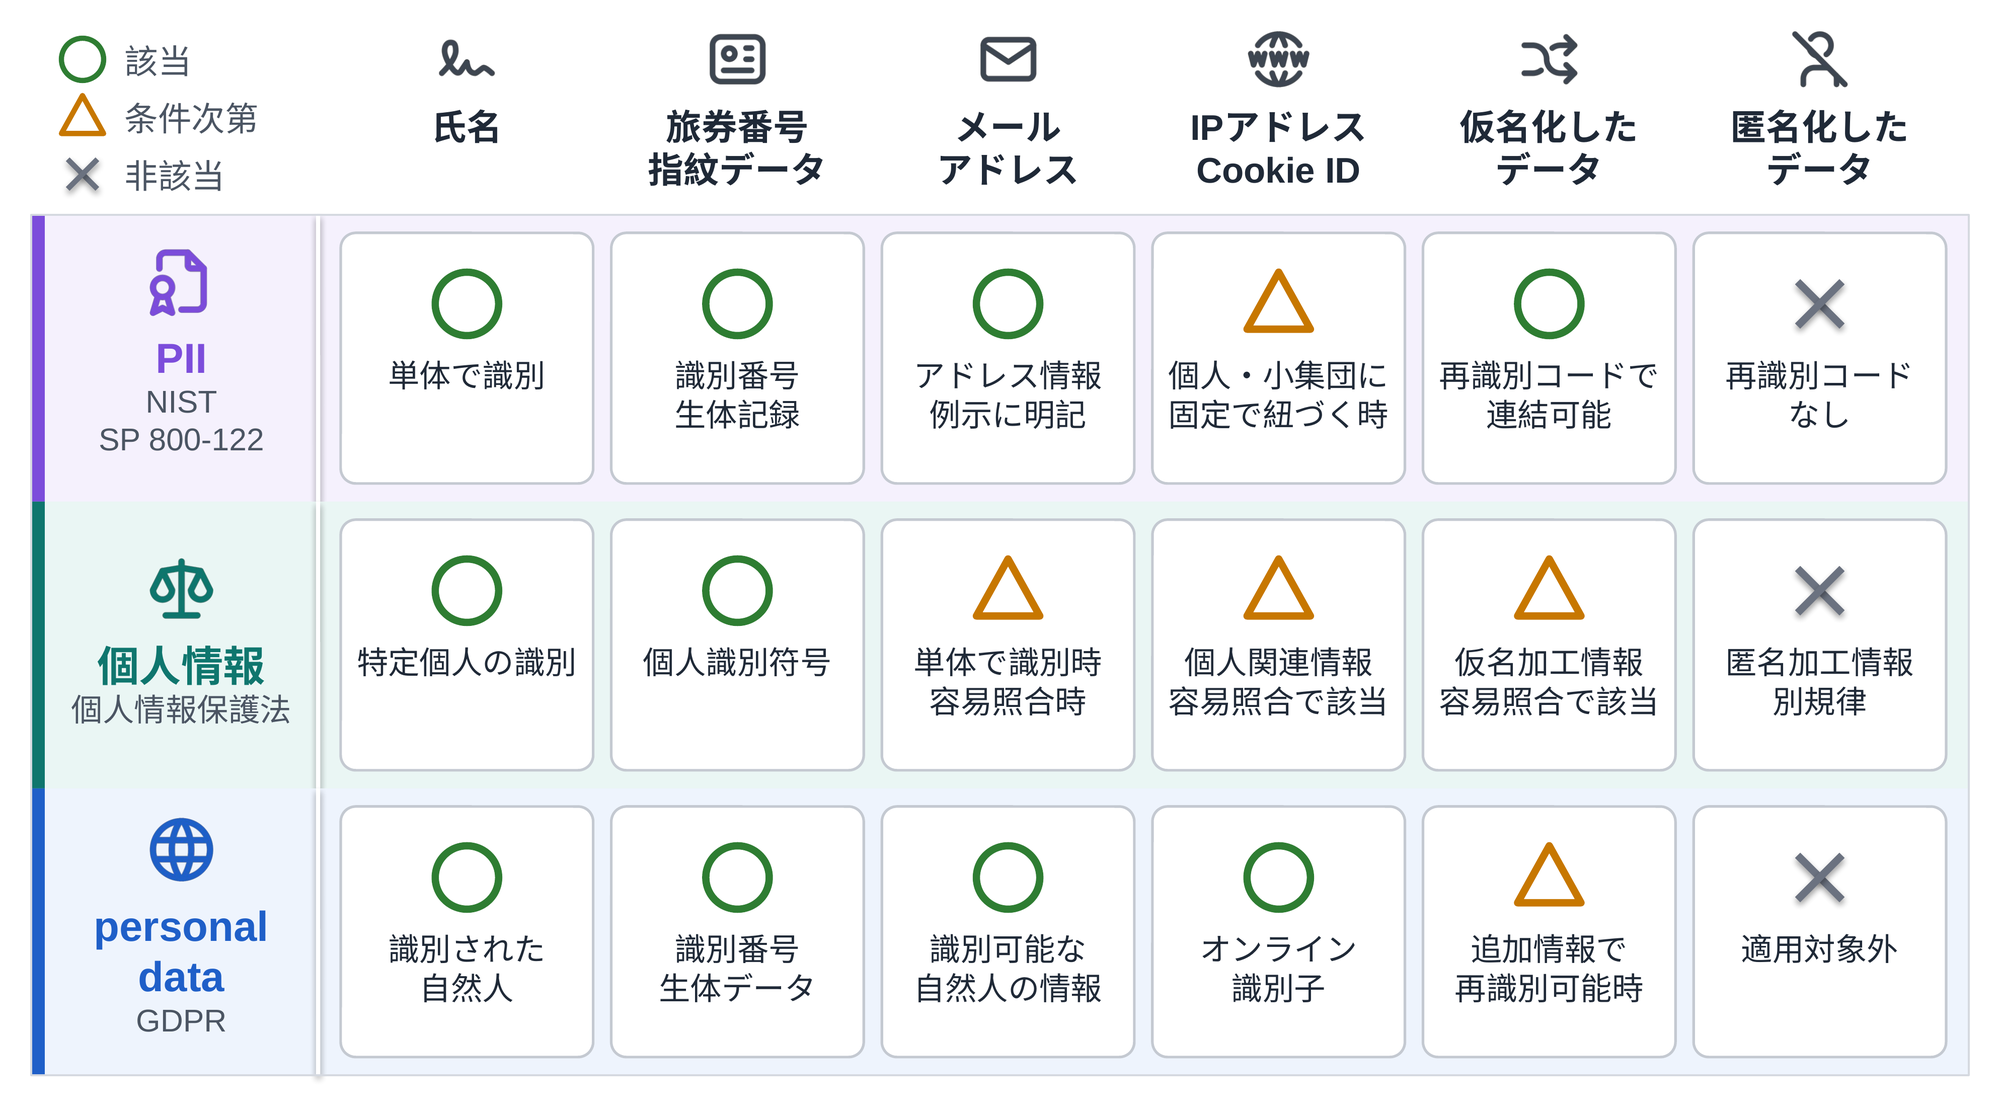 該当
条件次第
非該当
氏名
旅券番号
指紋データ
メール
アドレス
IPアドレス
Cookie ID
仮名化した
データ
匿名化した
データ
PII
NIST
SP 800-122
単体で識別
識別番号
生体記録
アドレス情報
例示に明記
個人・小集団に
固定で紐づく時
再識別コードで
連結可能
再識別コード
なし
個人情報
個人情報保護法
特定個人の識別
個人識別符号
単体で識別時
容易照合時
個人関連情報
容易照合で該当
仮名加工情報
容易照合で該当
匿名加工情報
別規律
personal
data
GDPR
識別された
自然人
識別番号
生体データ
識別可能な
自然人の情報
オンライン
識別子
追加情報で
再識別可能時
適用対象外